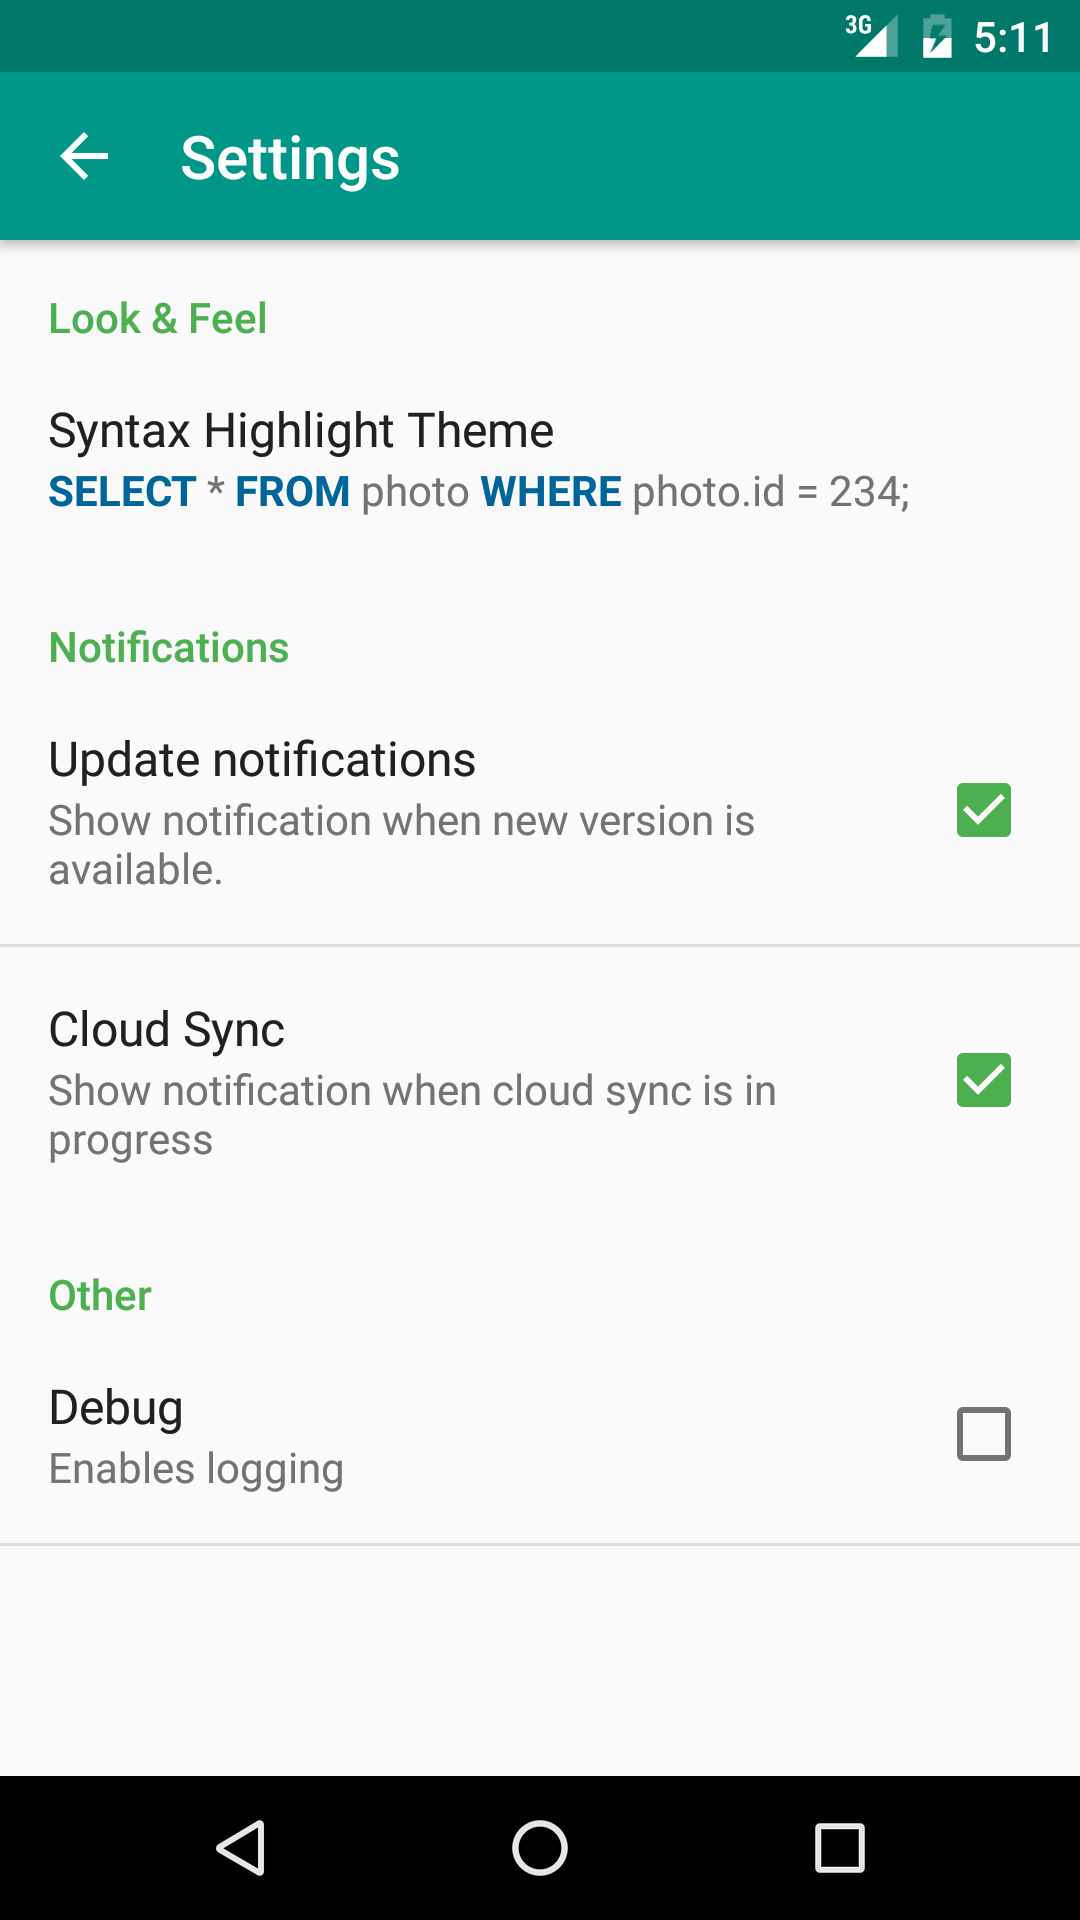 3G 5:11
Settings
Look & Feel
Syntax Highlight Theme
SELECT * FROM photo WHERE photo.id = 234;
Notifications
Update notifications
Show notification when new version is
available.
Cloud Sync
Show notification when cloud sync is in
progress
Other
Debug
Enables logging